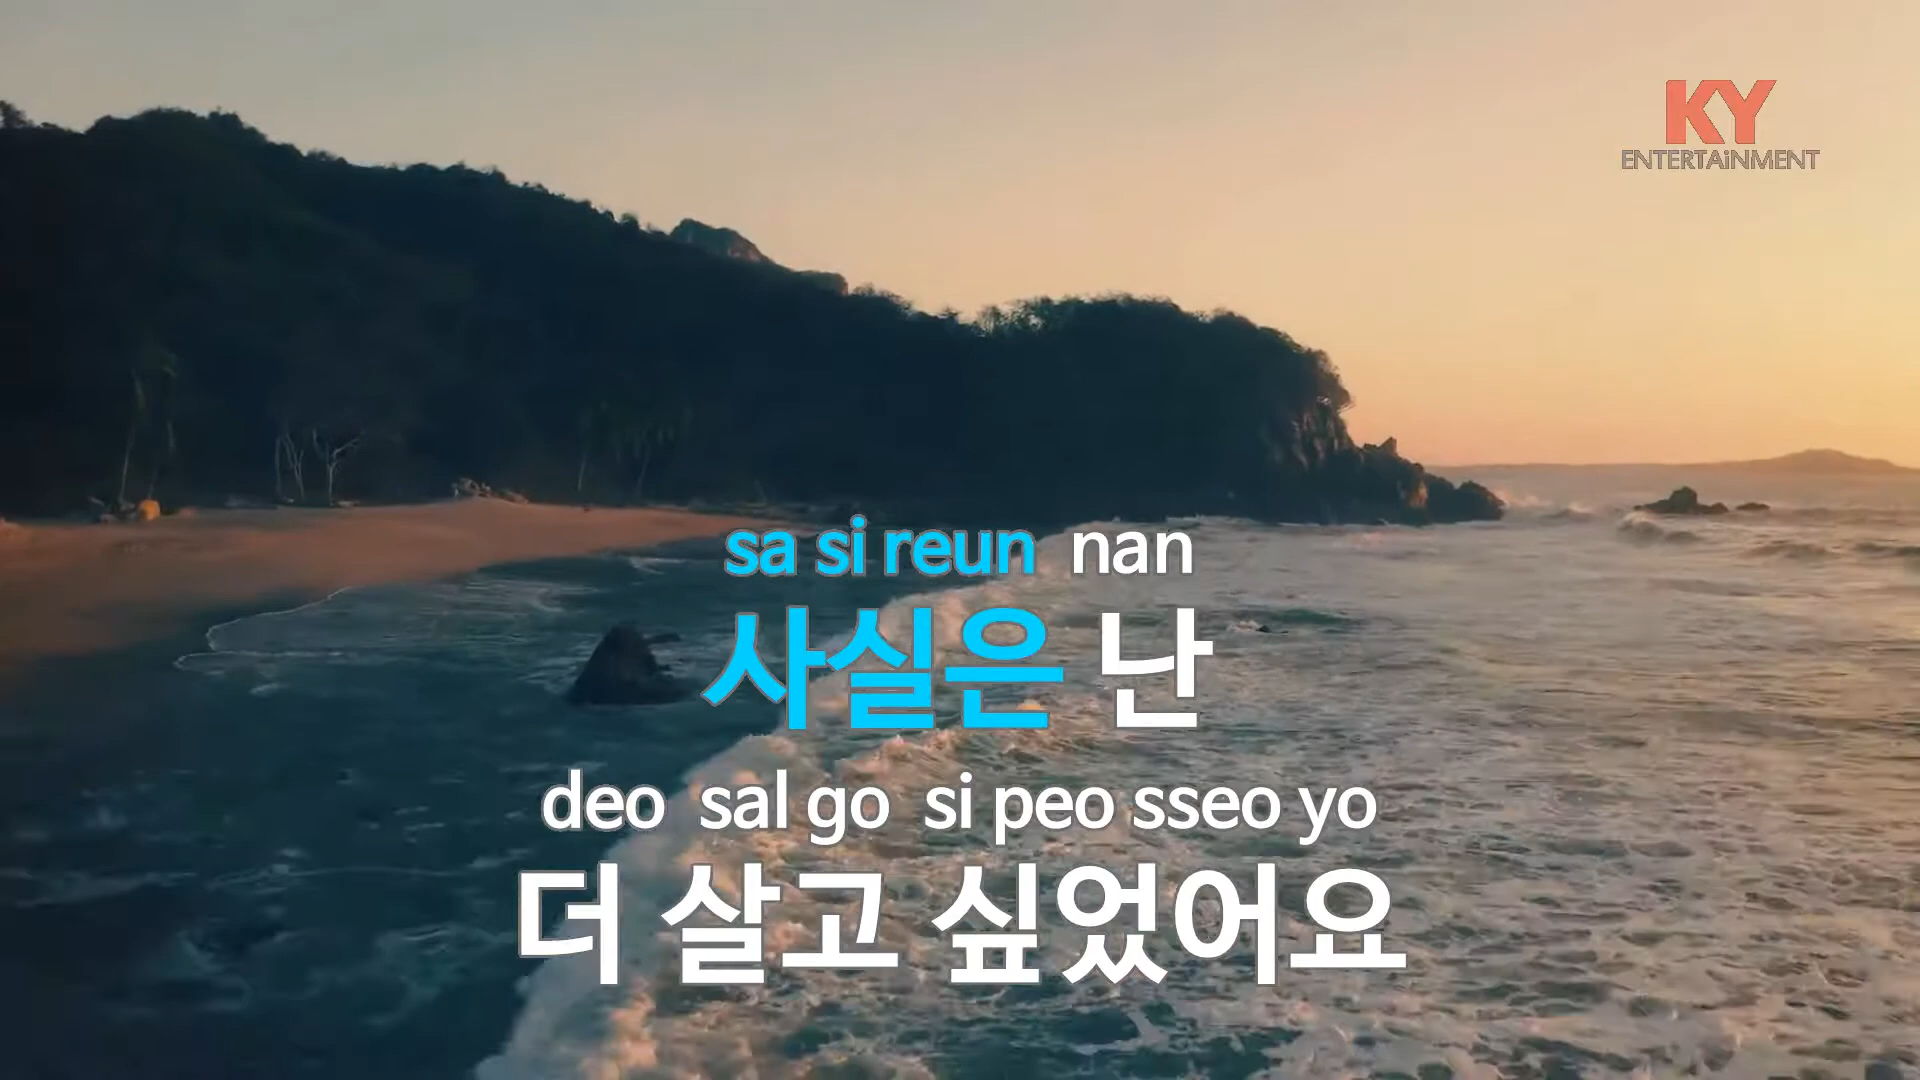 KY
ENTERTAiNMENT
sa si reun nan
사실은 난
deo sal go si peo sseo yo
더 살고 싶었어요